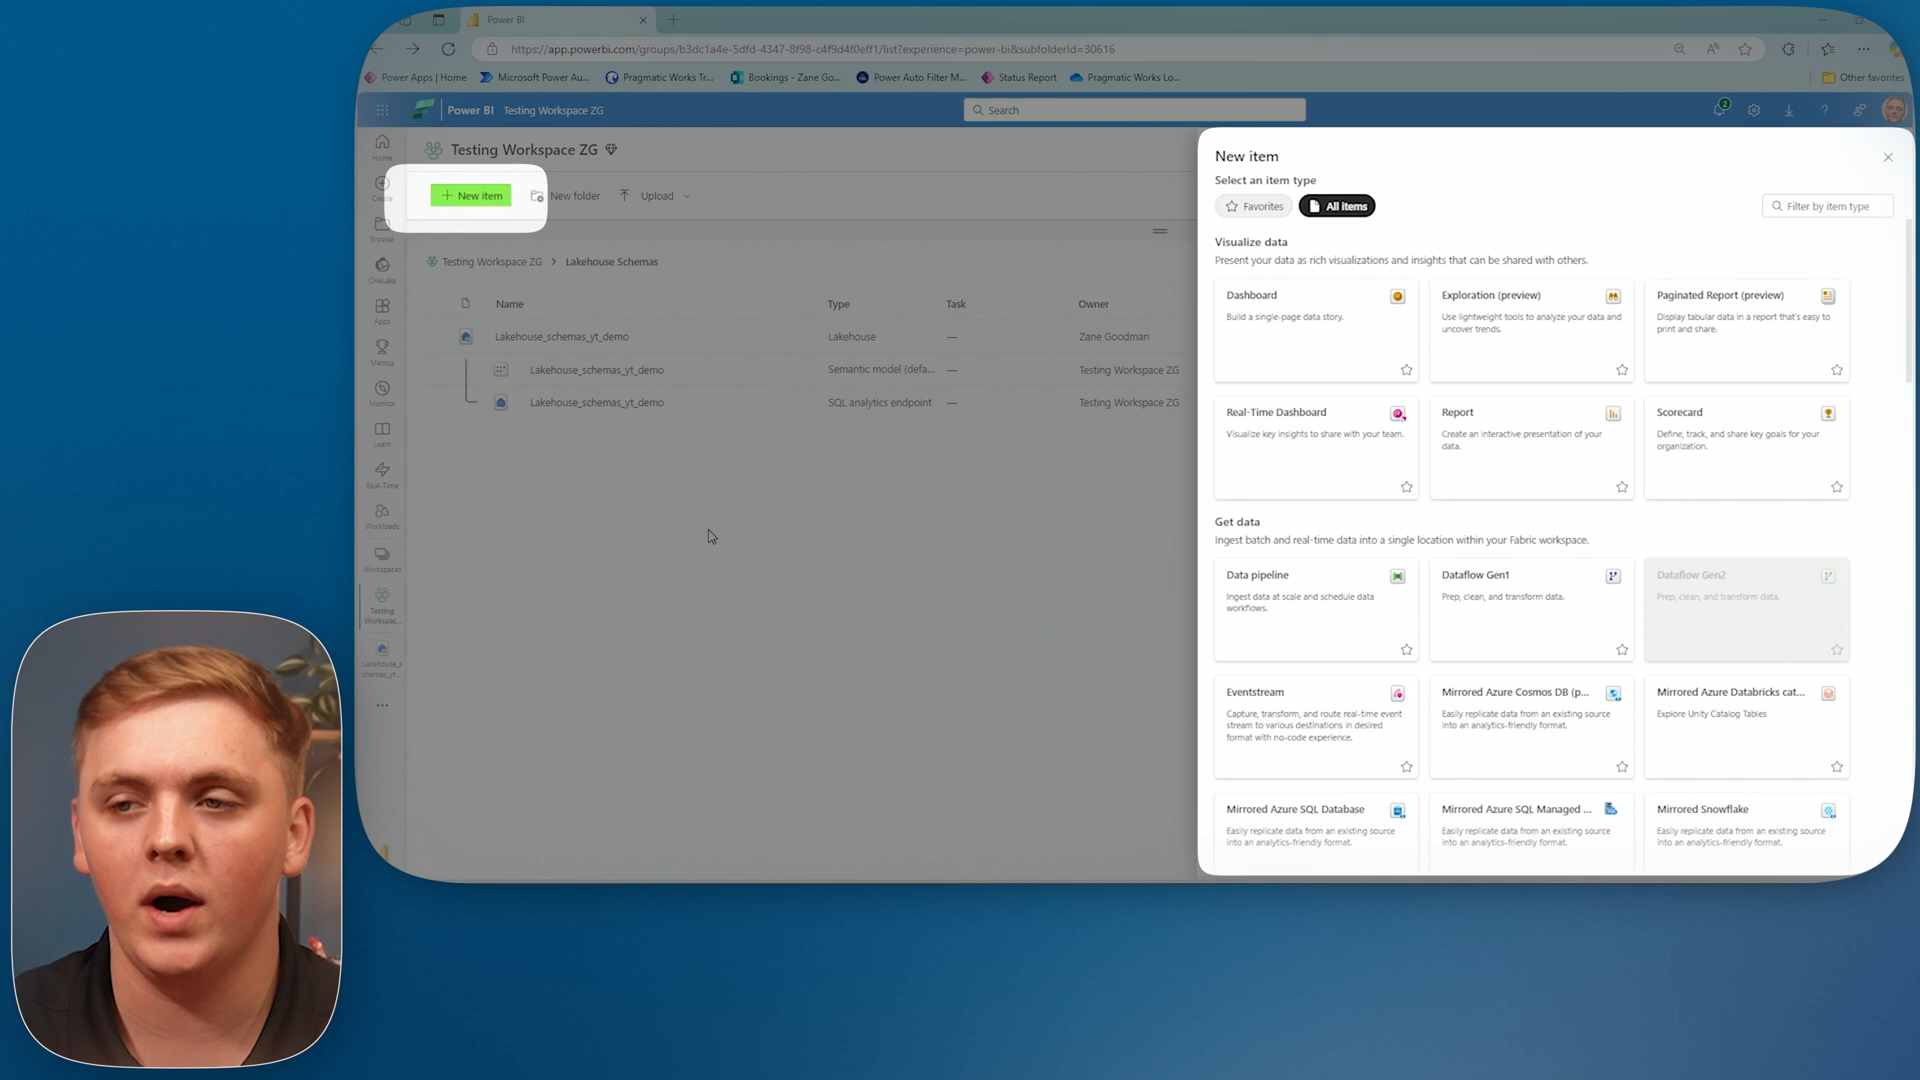 Power BI
https://app.powerbi.com/groups/b3dc1a4e-5dfd-4347-8f98-c4f9d4f0eff1/list?experience=power-bi&subfolderId=30616
Power Apps | Home
Microsoft Power Au...
Pragmatic Works Tr...
Bookings - Zane Go...
Power Auto Filter M...
Status Report
Pragmatic Works Lo...
Other favorites
Power BI
Testing Workspace ZG
Search
2
Home
Create
Browse
OneLake
Apps
Metrics
Monitor
Learn
Real-Time
Workloads
Workspaces
Testing
Workspac...
Lakehouse_s
chemas_yt...
Testing Workspace ZG
New item
New folder
Upload
Testing Workspace ZG > Lakehouse Schemas
Name
Type
Task
Owner
Lakehouse_schemas_yt_demo
Lakehouse
—
Zane Goodman
Lakehouse_schemas_yt_demo
Semantic model (defa...
—
Testing Workspace ZG
Lakehouse_schemas_yt_demo
SQL analytics endpoint
—
Testing Workspace ZG
New item
Select an item type
Favorites
All items
Filter by item type
Visualize data
Present your data as rich visualizations and insights that can be shared with others.
Dashboard
Build a single-page data story.
Exploration (preview)
Use lightweight tools to analyze your data and
uncover trends.
Paginated Report (preview)
Display tabular data in a report that's easy to
print and share.
Real-Time Dashboard
Visualize key insights to share with your team.
Report
Create an interactive presentation of your
data.
Scorecard
Define, track, and share key goals for your
organization.
Get data
Ingest batch and real-time data into a single location within your Fabric workspace.
Data pipeline
Ingest data at scale and schedule data
workflows.
Dataflow Gen1
Prep, clean, and transform data.
Dataflow Gen2
Prep, clean, and transform data.
Eventstream
Capture, transform, and route real-time event
stream to various destinations in desired
format with no-code experience.
Mirrored Azure Cosmos DB (p...
Easily replicate data from an existing source
into an analytics-friendly format.
Mirrored Azure Databricks cat...
Explore Unity Catalog Tables
Mirrored Azure SQL Database
Easily replicate data from an existing source
into an analytics-friendly format.
Mirrored Azure SQL Managed ...
Easily replicate data from an existing source
into an analytics-friendly format.
Mirrored Snowflake
Easily replicate data from an existing source
into an analytics-friendly format.